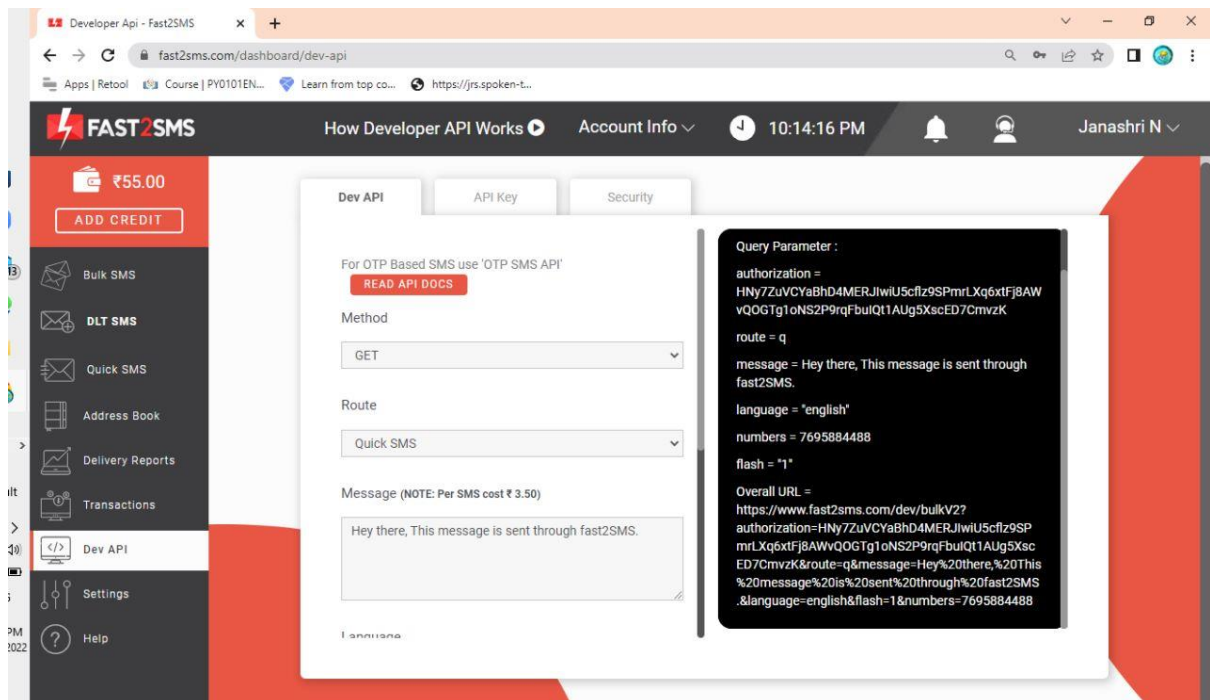 Developer Api - Fast2SMS
fast2sms.com/dashboard/dev-api
Apps | Retool
Course | PY0101EN...
Learn from top co...
https://jrs.spoken-t...
FAST2SMS
How Developer API Works
Account Info
10:14:16 PM
Janashri N
₹55.00
ADD CREDIT
Bulk SMS
DLT SMS
Quick SMS
Address Book
Delivery Reports
Transactions
Dev API
Settings
Help
Dev API
API Key
Security
For OTP Based SMS use 'OTP SMS API'
READ API DOCS
Method
GET
Route
Quick SMS
Message (NOTE: Per SMS cost ₹ 3.50)
Hey there, This message is sent through fast2SMS.
Language
Query Parameter :
authorization =
HNy7ZuVCYaBhD4MERJIwiU5cflz9SPmrLXq6xtFj8AW
vQOGTg1oNS2P9rqFbuIQt1AUg5XscED7CmvzK
route = q
message = Hey there, This message is sent through
fast2SMS.
language = "english"
numbers = 7695884488
flash = "1"
Overall URL =
https://www.fast2sms.com/dev/bulkV2?
authorization=HNy7ZuVCYaBhD4MERJIwiU5cflz9SP
mrLXq6xtFj8AWvQOGTg1oNS2P9rqFbuIQt1AUg5Xsc
ED7CmvzK&route=q&message=Hey%20there,%20This
%20message%20is%20sent%20through%20fast2SMS
.&language=english&flash=1&numbers=7695884488
PM
2022